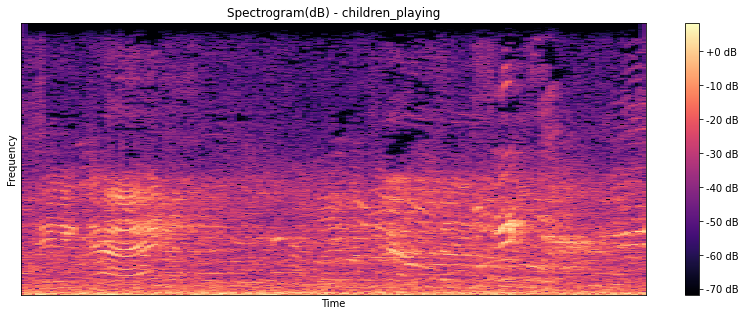 Spectrogram(dB) - children_playing
Frequency
Time
+0 dB
-10 dB
-20 dB
-30 dB
-40 dB
-50 dB
-60 dB
-70 dB